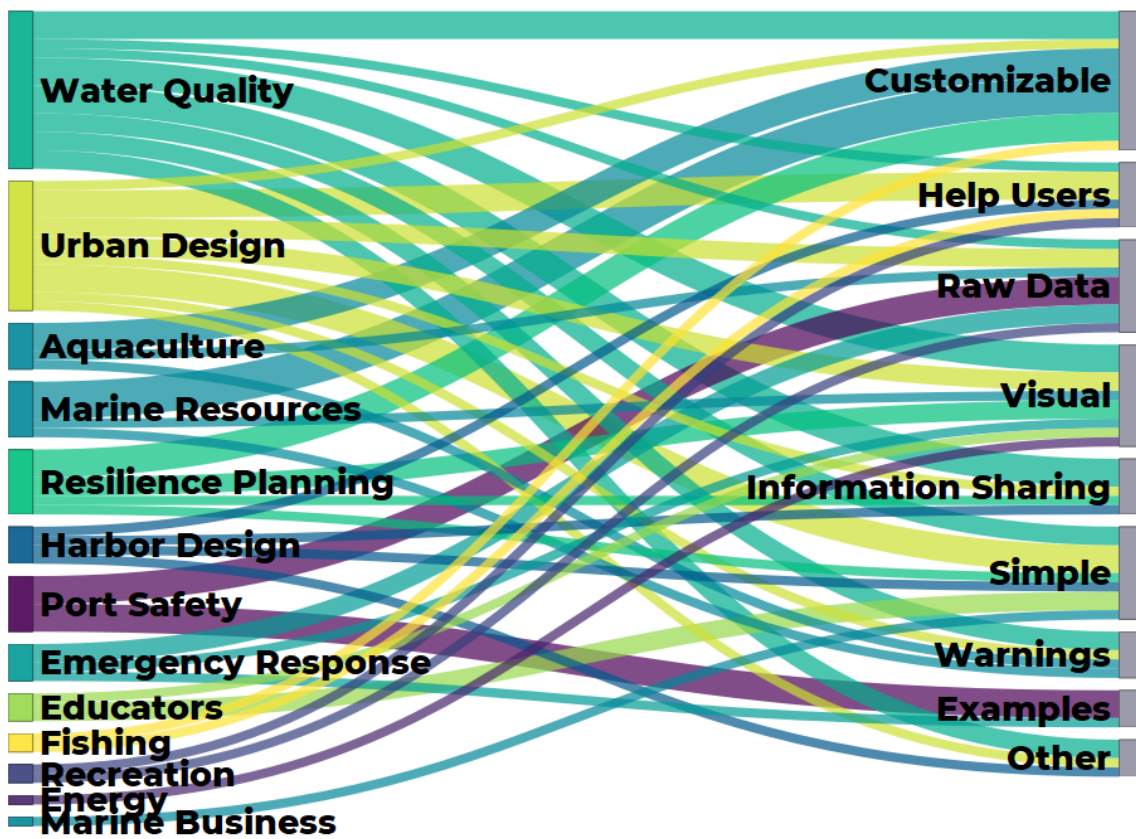 Water Quality
Urban Design
Aquaculture
Marine Resources
Resilience Planning
Harbor Design
Port Safety
Emergency Response
Educators
Fishing
Recreation
Energy
Marine Business
Customizable
Help Users
Raw Data
Visual
Information Sharing
Simple
Warnings
Examples
Other